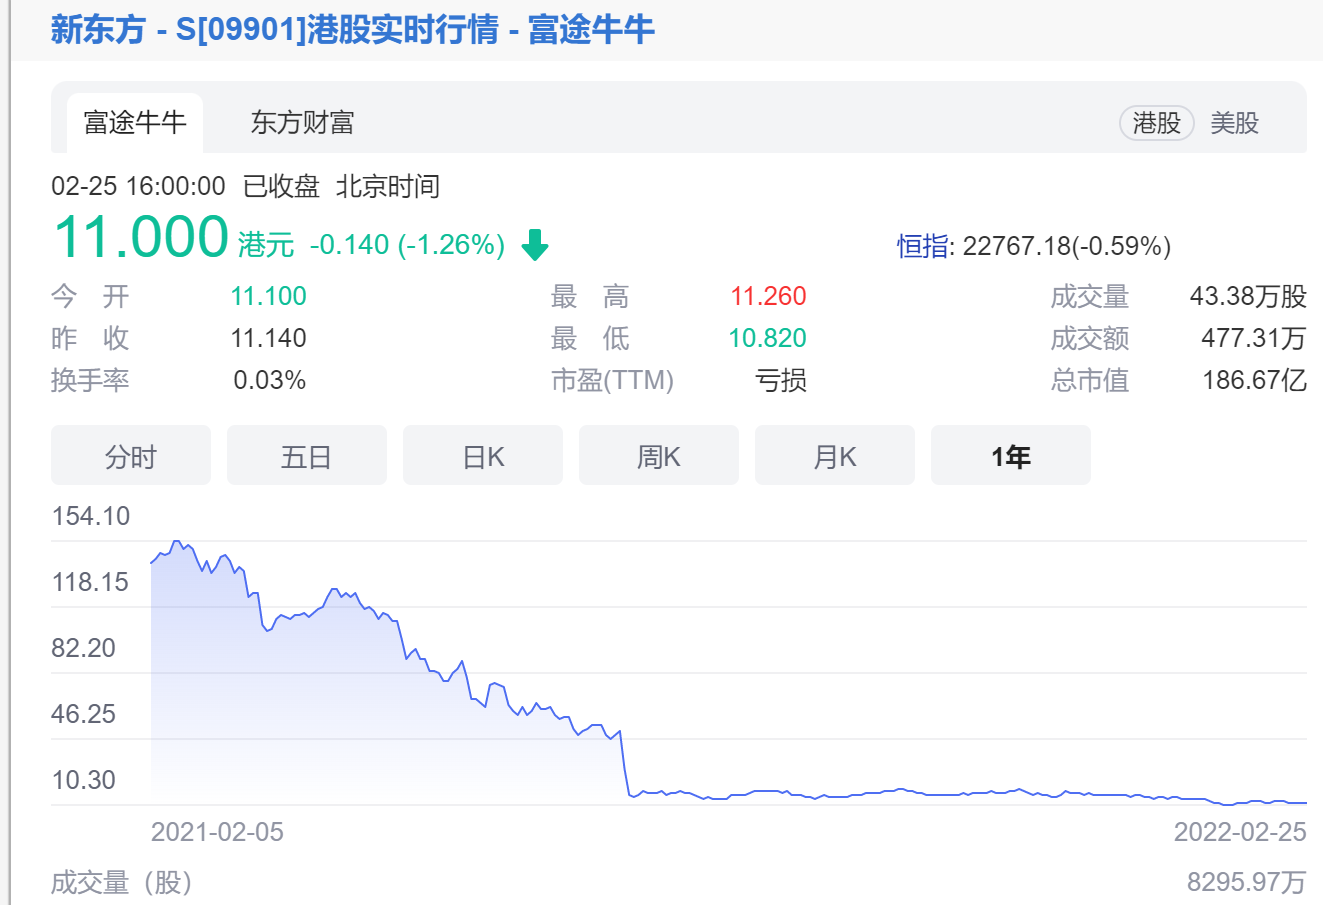 新东方 - S[09901]港股实时行情 - 富途牛牛
富途牛牛 东方财富 港股 美股
02-25 16:00:00 已收盘 北京时间
11.000 港元 -0.140 (-1.26%) 恒指: 22767.18(-0.59%)
今 开 11.100 最 高 11.260 成交量 43.38万股
昨 收 11.140 最 低 10.820 成交额 477.31万
换手率 0.03% 市盈(TTM) 亏损 总市值 186.67亿
分时 五日 日K 周K 月K 1年
154.10
118.15
82.20
46.25
10.30
2021-02-05 2022-02-25
成交量（股） 8295.97万